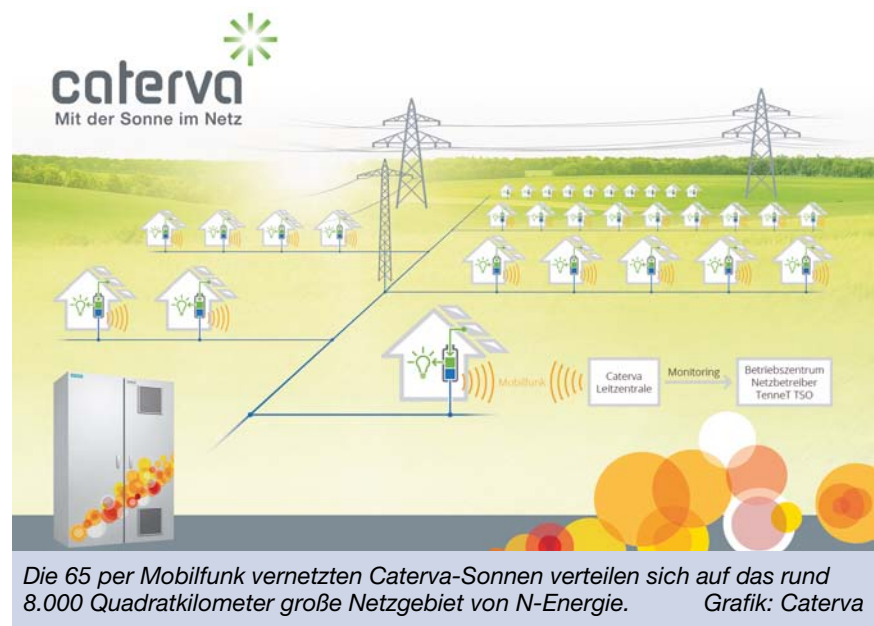 caterva
Mit der Sonne im Netz
Mobilfunk
Caterva
Leitzentrale
Monitoring
Betriebszentrum
Netzbetreiber
TenneT TSO
Die 65 per Mobilfunk vernetzten Caterva-Sonnen verteilen sich auf das rund
8.000 Quadratkilometer große Netzgebiet von N-Energie. Grafik: Caterva